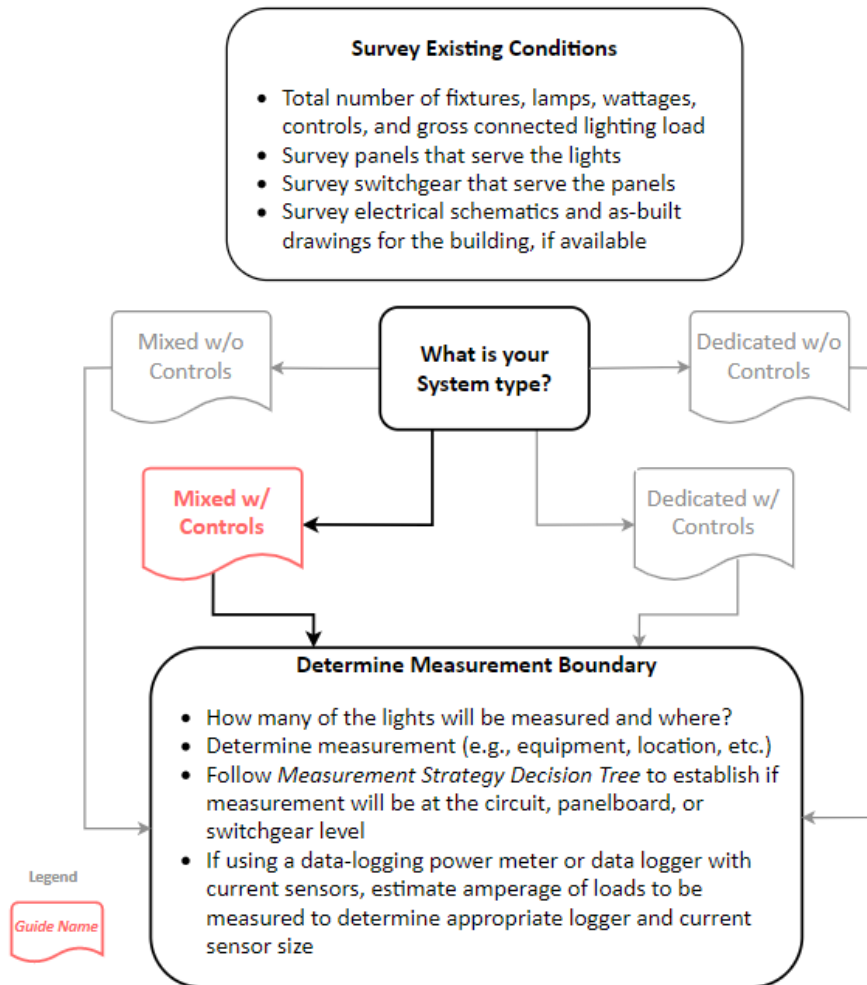 Survey Existing Conditions
• Total number of fixtures, lamps, wattages,
controls, and gross connected lighting load
• Survey panels that serve the lights
• Survey switchgear that serve the panels
• Survey electrical schematics and as-built
drawings for the building, if available
Mixed w/o
Controls
What is your
System type?
Dedicated w/o
Controls
Mixed w/
Controls
Dedicated w/
Controls
Determine Measurement Boundary
• How many of the lights will be measured and where?
• Determine measurement (e.g., equipment, location, etc.)
• Follow Measurement Strategy Decision Tree to establish if
measurement will be at the circuit, panelboard, or
switchgear level
• If using a data-logging power meter or data logger with
current sensors, estimate amperage of loads to be
measured to determine appropriate logger and current
sensor size
Legend
Guide Name